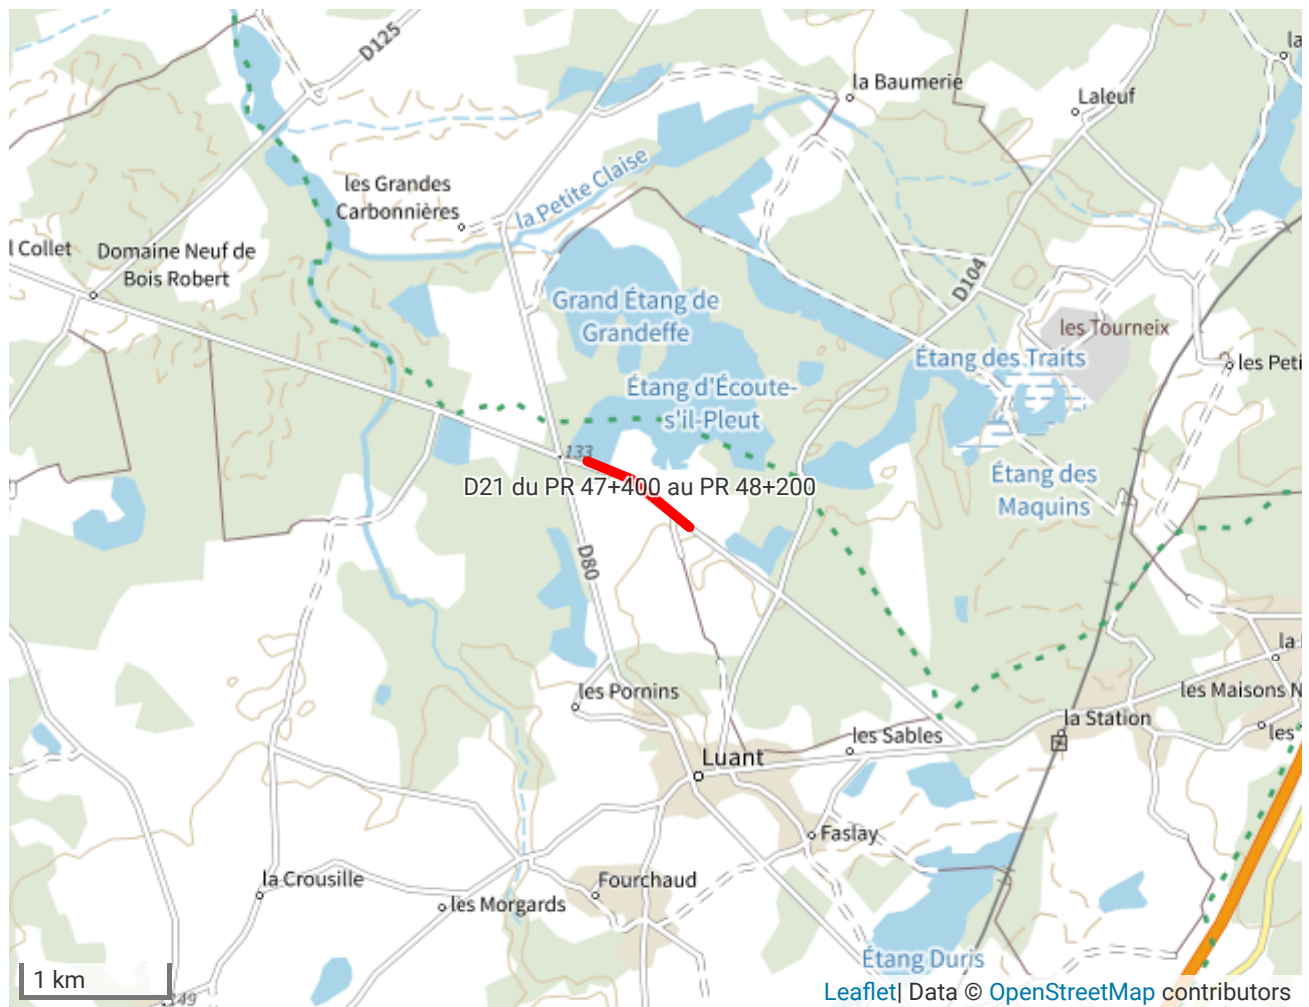 D125
la Baumerie
Laleuf
la
les Grandes
Carbonnières
la Petite Claise
l Collet
Domaine Neuf de
Bois Robert
D104
Grand Étang de
Grandeffe
les Tourneix
Étang des Traits
les Peti
Étang d'Écoute-
s'il-Pleut
133
D21 du PR 47+400 au PR 48+200
Étang des
Maquins
D80
la
les Pornins
les Maisons N
la Station
les
les Sables
Luant
Faslay
la Crousille
Fourchaud
les Morgards
Étang Duris
1 km
149
Leaflet| Data © OpenStreetMap contributors